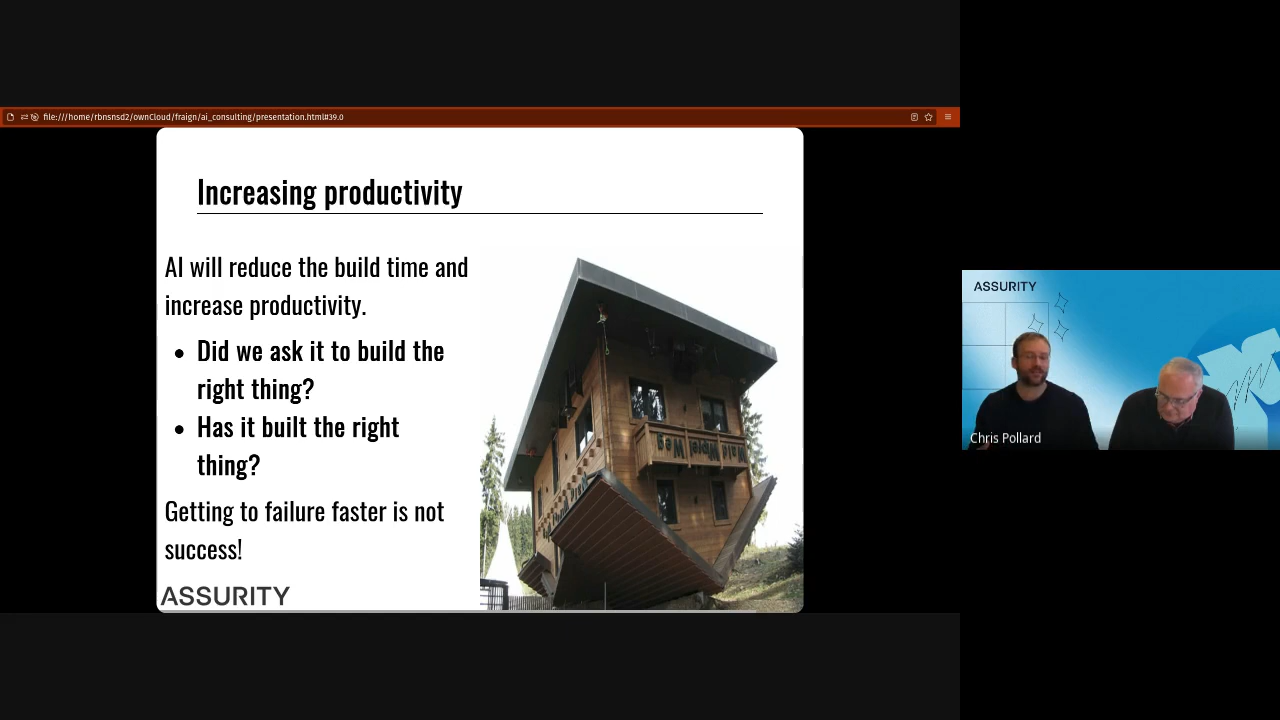 file:///home/rbnsnsd2/ownCloud/fraign/ai_consulting/presentation.html#39.0
Increasing productivity
AI will reduce the build time and
increase productivity.
• Did we ask it to build the
right thing?
• Has it built the right
thing?
Getting to failure faster is not
success!
ASSURITY
ASSURITY
Chris Pollard